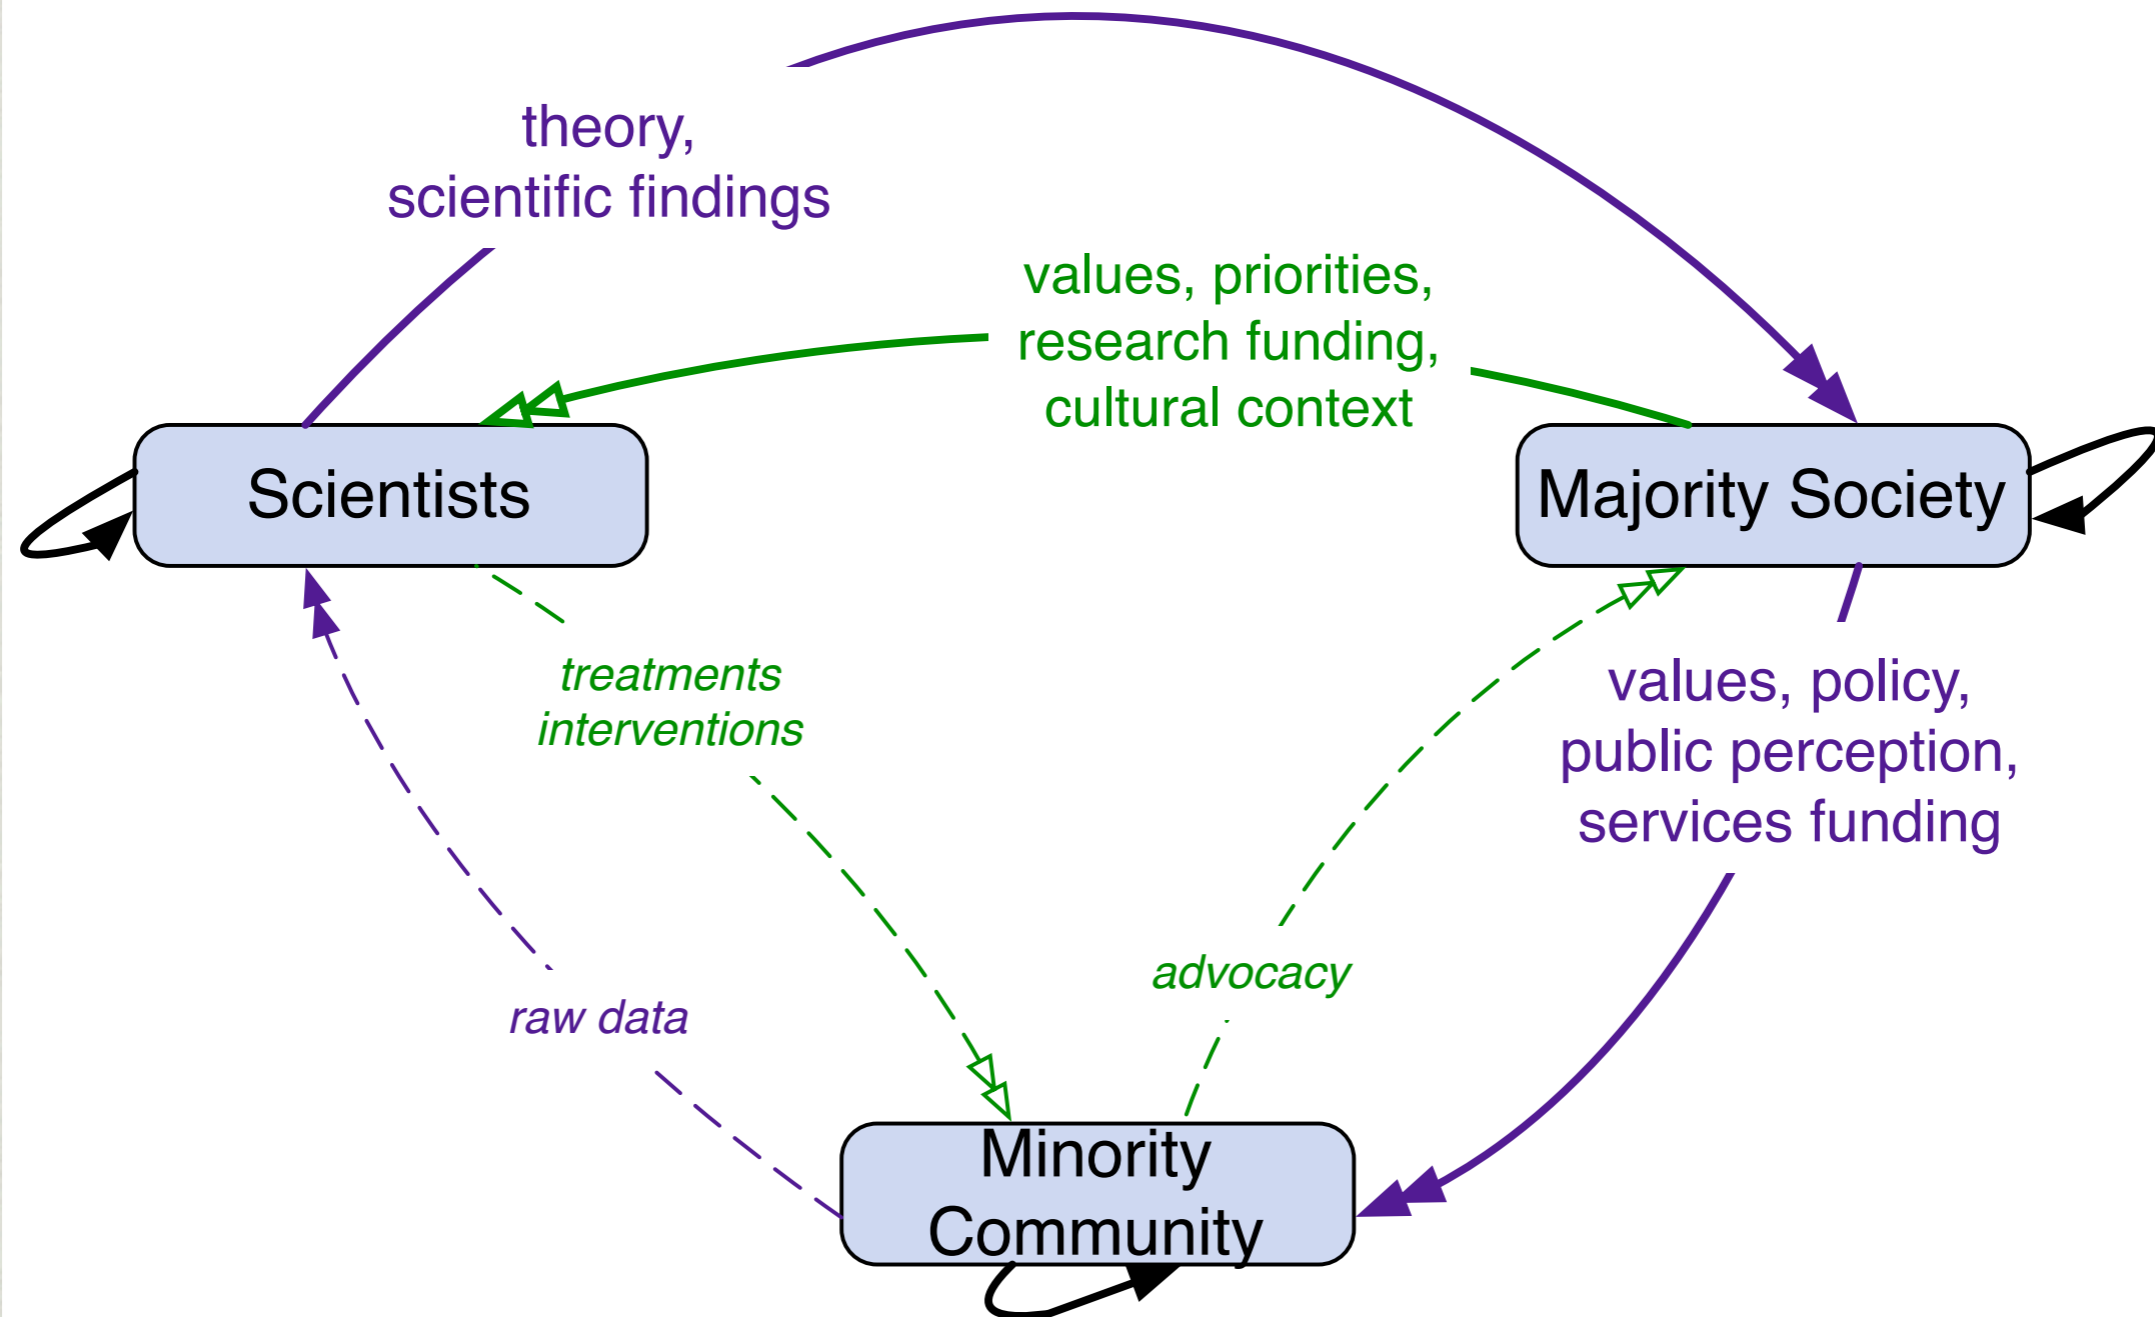 theory,
scientific findings
values, priorities,
research funding,
cultural context
Scientists
Majority Society
treatments
interventions
values, policy,
public perception,
services funding
advocacy
raw data
Minority
Community